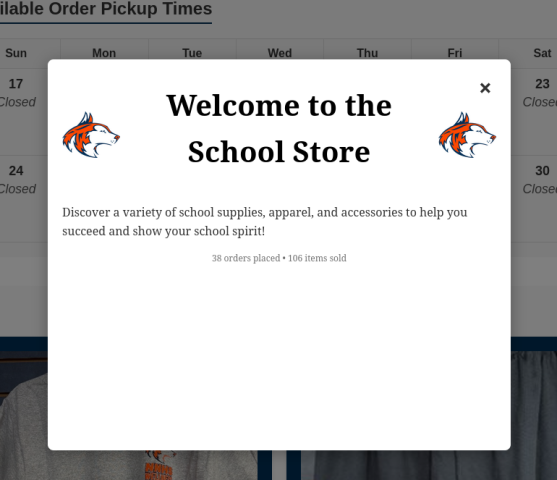 ilable Order Pickup Times
Sun Mon Tue Wed Thu Fri Sat
17 23
Closed Close
Welcome to the
School Store
24 30
Closed Close
Discover a variety of school supplies, apparel, and accessories to help you
succeed and show your school spirit!
38 orders placed • 106 items sold